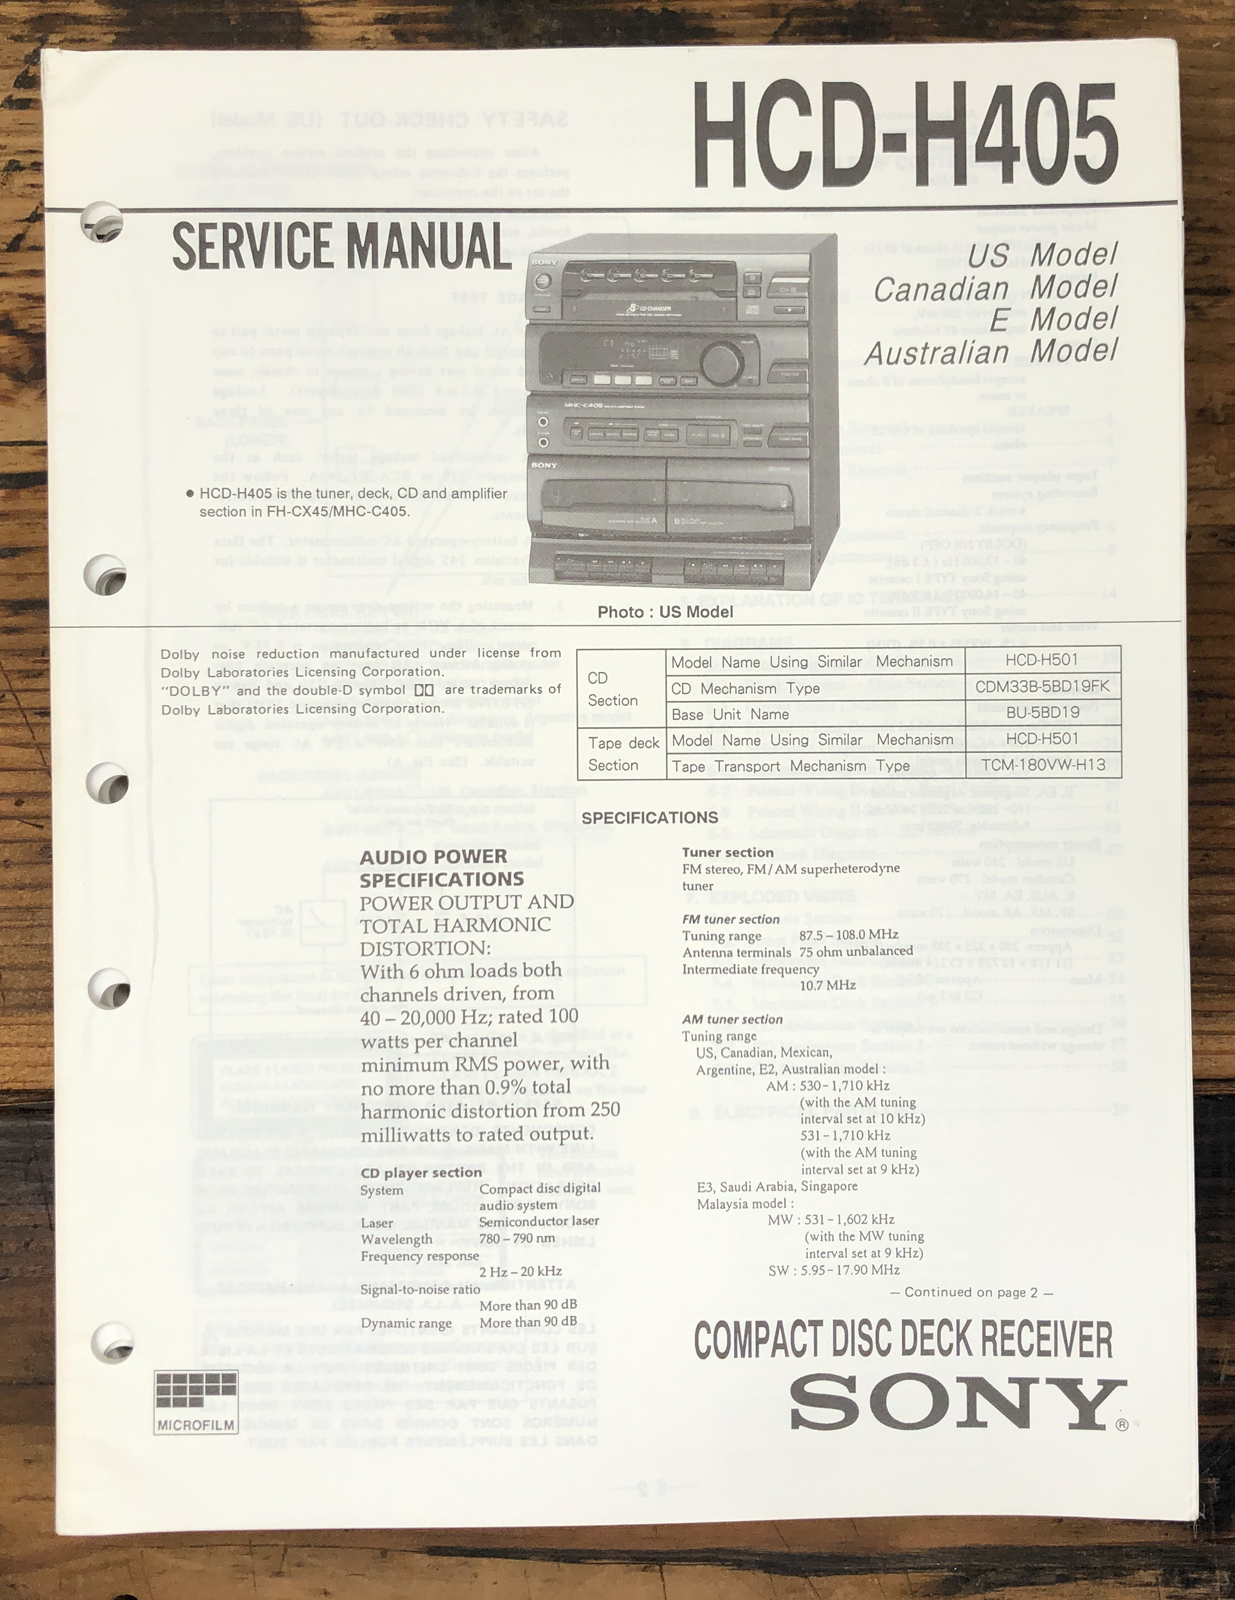 HCD-H405
SERVICE MANUAL
US Model
Canadian Model
E Model
Australian Model
SONY
5 CD CHANGER
MHC-C405
SONY
A
B
● HCD-H405 is the tuner, deck, CD and amplifier
section in FH-CX45/MHC-C405.
Photo : US Model
Dolby noise reduction manufactured under license from
Dolby Laboratories Licensing Corporation.
"DOLBY" and the double-D symbol are trademarks of
Dolby Laboratories Licensing Corporation.
CD Section
Model Name Using Similar Mechanism HCD-H501
CD Mechanism Type CDM33B-5BD19FK
Base Unit Name BU-5BD19
Tape deck Section
Model Name Using Similar Mechanism HCD-H501
Tape Transport Mechanism Type TCM-180VW-H13
SPECIFICATIONS
AUDIO POWER
SPECIFICATIONS
POWER OUTPUT AND
TOTAL HARMONIC
DISTORTION:
With 6 ohm loads both
channels driven, from
40 – 20,000 Hz; rated 100
watts per channel
minimum RMS power, with
no more than 0.9% total
harmonic distortion from 250
milliwatts to rated output.
CD player section
System Compact disc digital
audio system
Laser Semiconductor laser
Wavelength 780 – 790 nm
Frequency response
2 Hz – 20 kHz
Signal-to-noise ratio
More than 90 dB
Dynamic range More than 90 dB
Tuner section
FM stereo, FM/AM superheterodyne
tuner
FM tuner section
Tuning range 87.5 – 108.0 MHz
Antenna terminals 75 ohm unbalanced
Intermediate frequency
10.7 MHz
AM tuner section
Tuning range
US, Canadian, Mexican,
Argentine, E2, Australian model :
AM : 530 – 1,710 kHz
(with the AM tuning
interval set at 10 kHz)
531 – 1,710 kHz
(with the AM tuning
interval set at 9 kHz)
E3, Saudi Arabia, Singapore
Malaysia model :
MW : 531 – 1,602 kHz
(with the MW tuning
interval set at 9 kHz)
SW : 5.95 – 17.90 MHz
— Continued on page 2 —
COMPACT DISC DECK RECEIVER
SONY®
MICROFILM